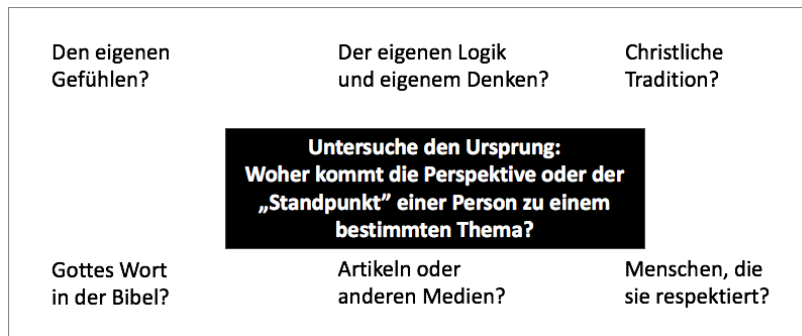 Den eigenen
Gefühlen?
Der eigenen Logik
und eigenem Denken?
Christliche
Tradition?
Untersuche den Ursprung:
Woher kommt die Perspektive oder der
„Standpunkt” einer Person zu einem
bestimmten Thema?
Gottes Wort
in der Bibel?
Artikeln oder
anderen Medien?
Menschen, die
sie respektiert?